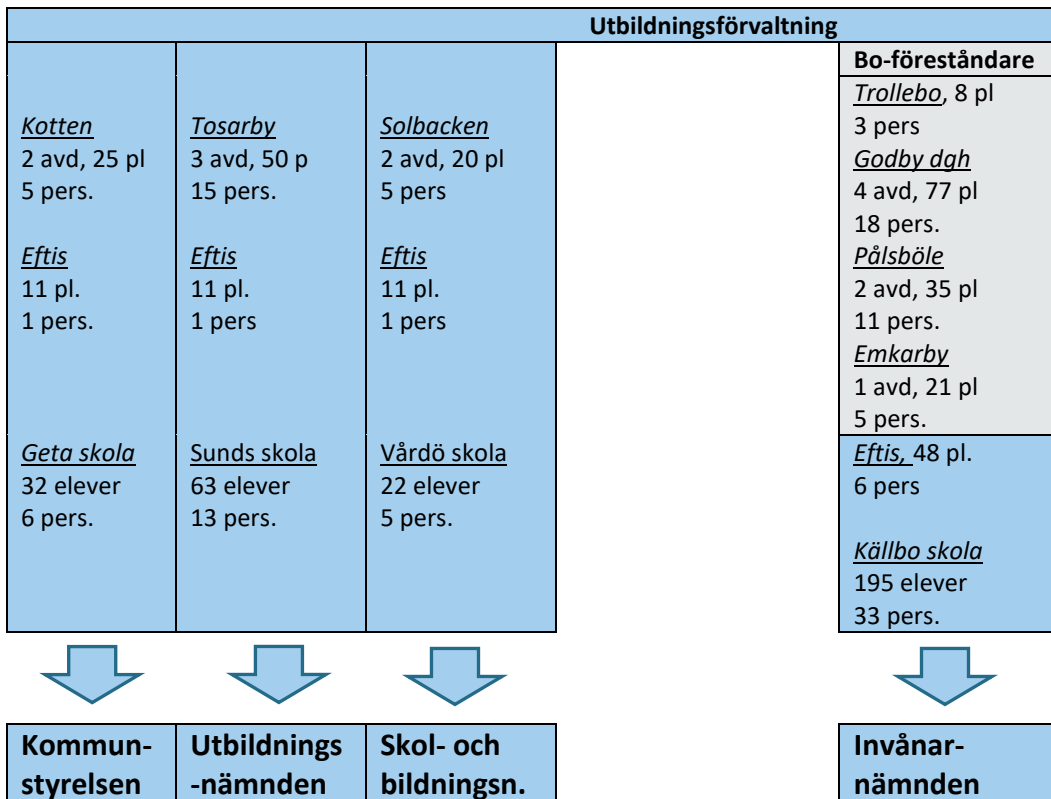 Utbildningsförvaltning
Kotten
2 avd, 25 pl
5 pers.
Eftis
11 pl.
1 pers.
Geta skola
32 elever
6 pers.
Tosarby
3 avd, 50 p
15 pers.
Eftis
11 pl.
1 pers
Sunds skola
63 elever
13 pers.
Solbacken
2 avd, 20 pl
5 pers
Eftis
11 pl.
1 pers
Vårdö skola
22 elever
5 pers.
Bo-föreståndare
Trollebo, 8 pl
3 pers
Godby dgh
4 avd, 77 pl
18 pers.
Pålsböle
2 avd, 35 pl
11 pers.
Emkarby
1 avd, 21 pl
5 pers.
Eftis, 48 pl.
6 pers
Källbo skola
195 elever
33 pers.
Kommun-
styrelsen
Utbildnings
-nämnden
Skol- och
bildningsn.
Invånar-
nämnden